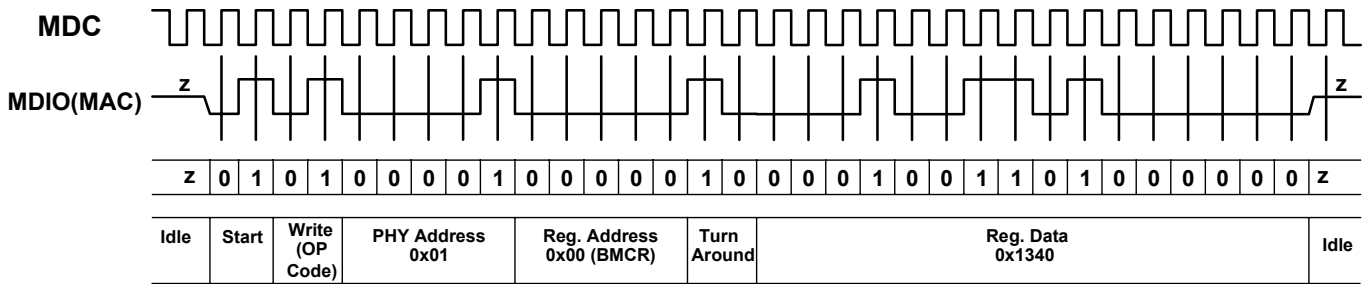 MDC
z z
MDIO(MAC)
z 0 1 0 1 0 0 0 0 1 0 0 0 0 0 1 0 0 0 0 1 0 0 1 1 0 1 0 0 0 0 0 0 z
Idle Start Write PHY Address Reg. Address Turn Reg. Data Idle
(OP 0x01 0x00 (BMCR) Around 0x1340
Code)